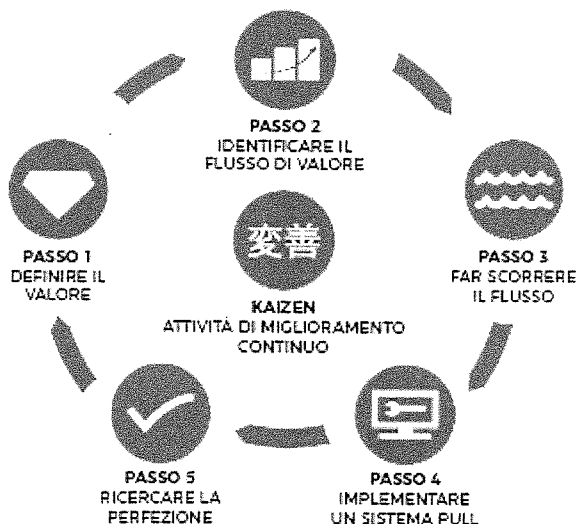 PASSO 2
IDENTIFICARE IL
FLUSSO DI VALORE
PASSO 1
DEFINIRE IL
VALORE
変善
KAIZEN
ATTIVITÀ DI MIGLIORAMENTO
CONTINUO
PASSO 3
FAR SCORRERE
IL FLUSSO
PASSO 5
RICERCARE LA
PERFEZIONE
PASSO 4
IMPLEMENTARE
UN SISTEMA PULL